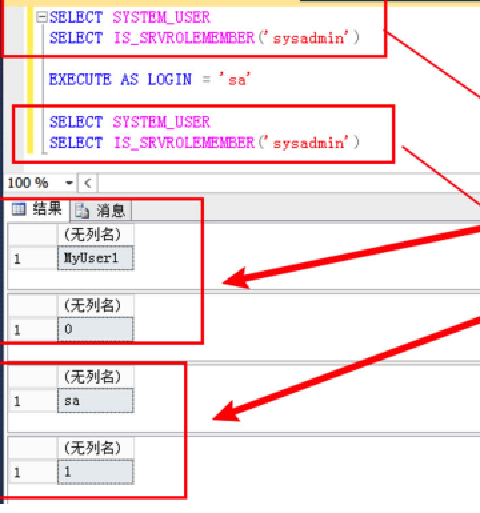 SELECT SYSTEM_USER
SELECT IS_SRVROLEMEMBER('sysadmin')
EXECUTE AS LOGIN = 'sa'
SELECT SYSTEM_USER
SELECT IS_SRVROLEMEMBER('sysadmin')
100 %
结果 消息
(无列名)
1 MyUser1
(无列名)
1 0
(无列名)
1 sa
(无列名)
1 1